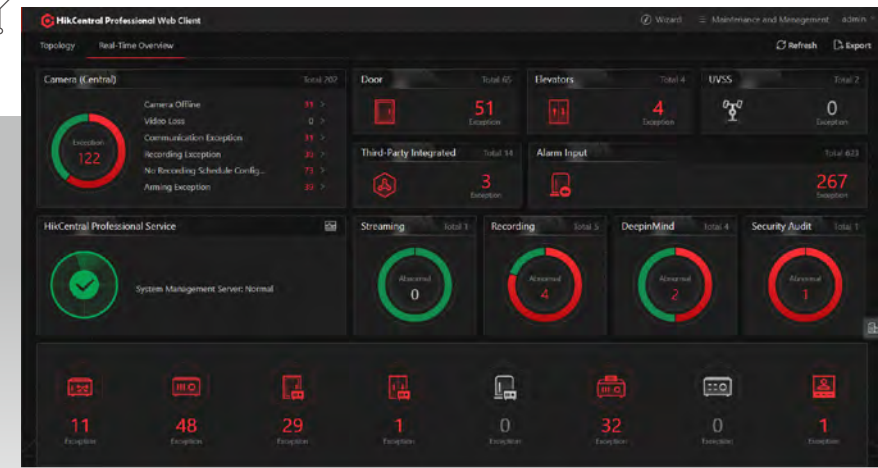 HikCentral Professional Web Client
Wizard
Maintenance and Management
admin
Topology
Real-Time Overview
Refresh
Export
Camera (Central)
Total 202
Exception
122
Camera Offline
Video Loss
0 >
Communication Exception
Recording Exception
39 >
No Recording Schedule Config...
73 >
Arming Exception
39 >
Door
Total 65
51
Exception
Elevators
Total 4
4
Exception
UVSS
Total 2
0
Exception
Third-Party Integrated
Total 14
3
Exception
Alarm Input
Total 623
267
Exception
HikCentral Professional Service
System Management Server: Normal
Streaming
Total 1
Abnormal
0
Recording
Total 5
Abnormal
4
DeepinMind
Total 4
Abnormal
2
Security Audit
Total 1
Abnormal
1
11
Exception
48
Exception
29
Exception
1
Exception
0
Exception
32
Exception
0
Exception
1
Exception